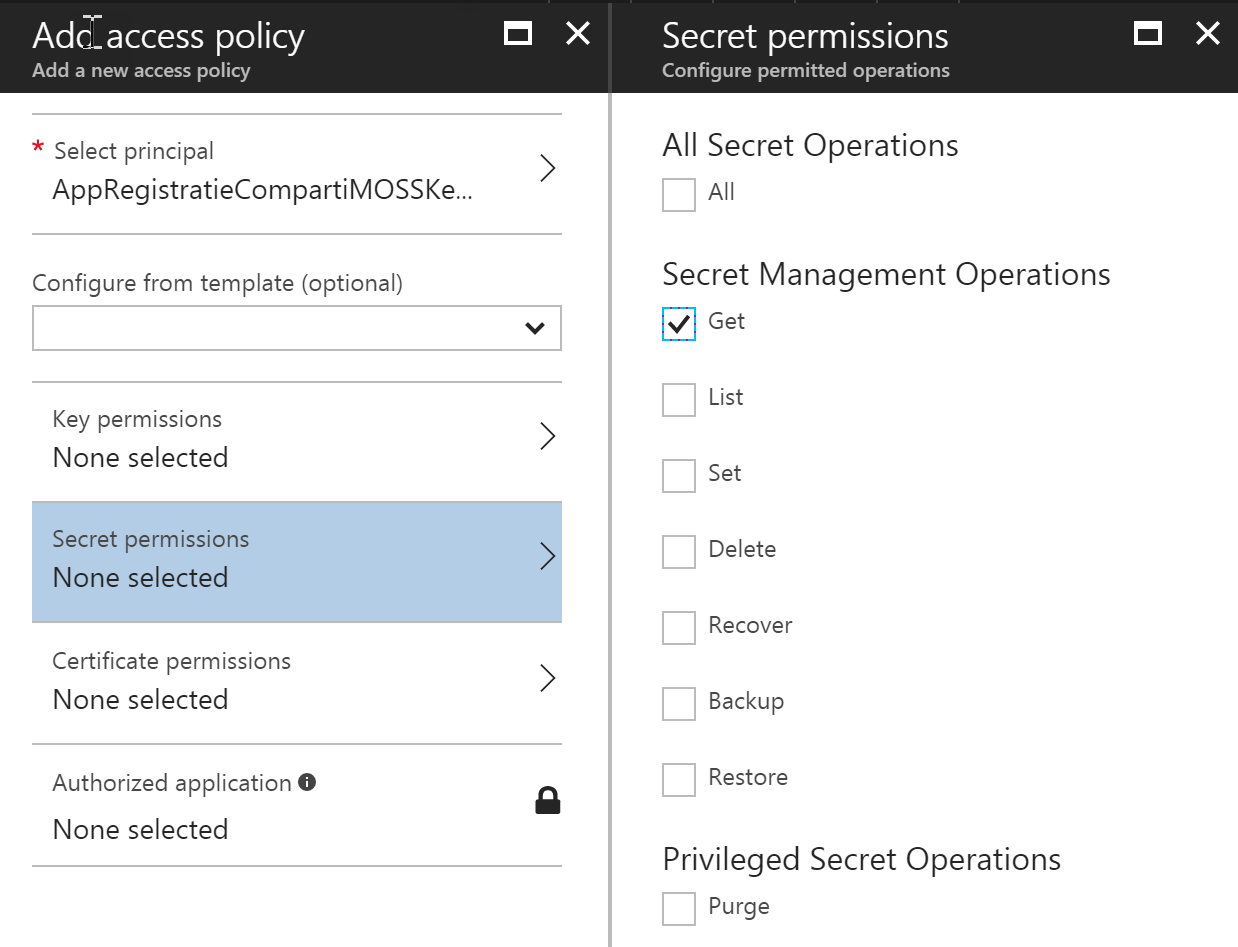 Add access policy
Add a new access policy
* Select principal
AppRegistratieCompartiMOSSKe...
Configure from template (optional)
Key permissions
None selected
Secret permissions
None selected
Certificate permissions
None selected
Authorized application
None selected
Secret permissions
Configure permitted operations
All Secret Operations
All
Secret Management Operations
Get
List
Set
Delete
Recover
Backup
Restore
Privileged Secret Operations
Purge